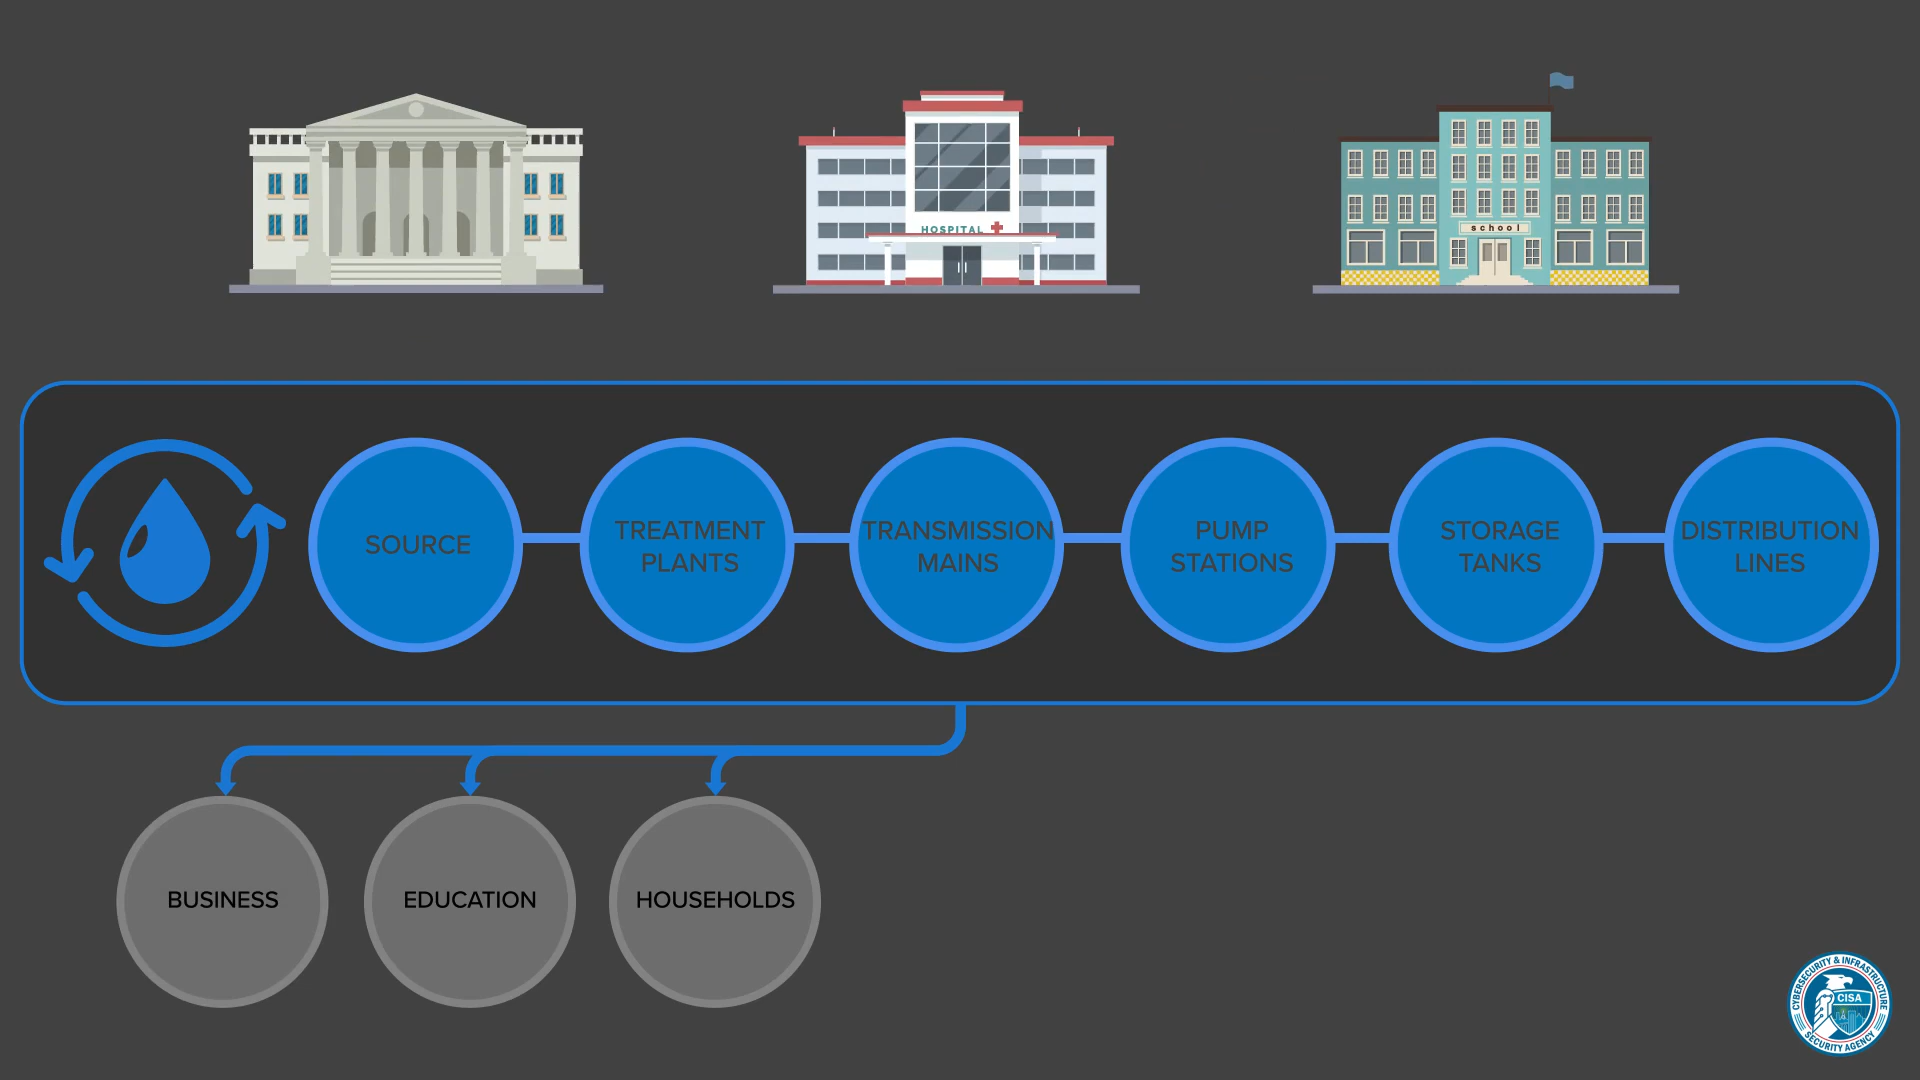 HOSPITAL
school
SOURCE
TREATMENT
PLANTS
TRANSMISSION
MAINS
PUMP
STATIONS
STORAGE
TANKS
DISTRIBUTION
LINES
BUSINESS
EDUCATION
HOUSEHOLDS
CYBERSECURITY & INFRASTRUCTURE
CISA
SECURITY AGENCY